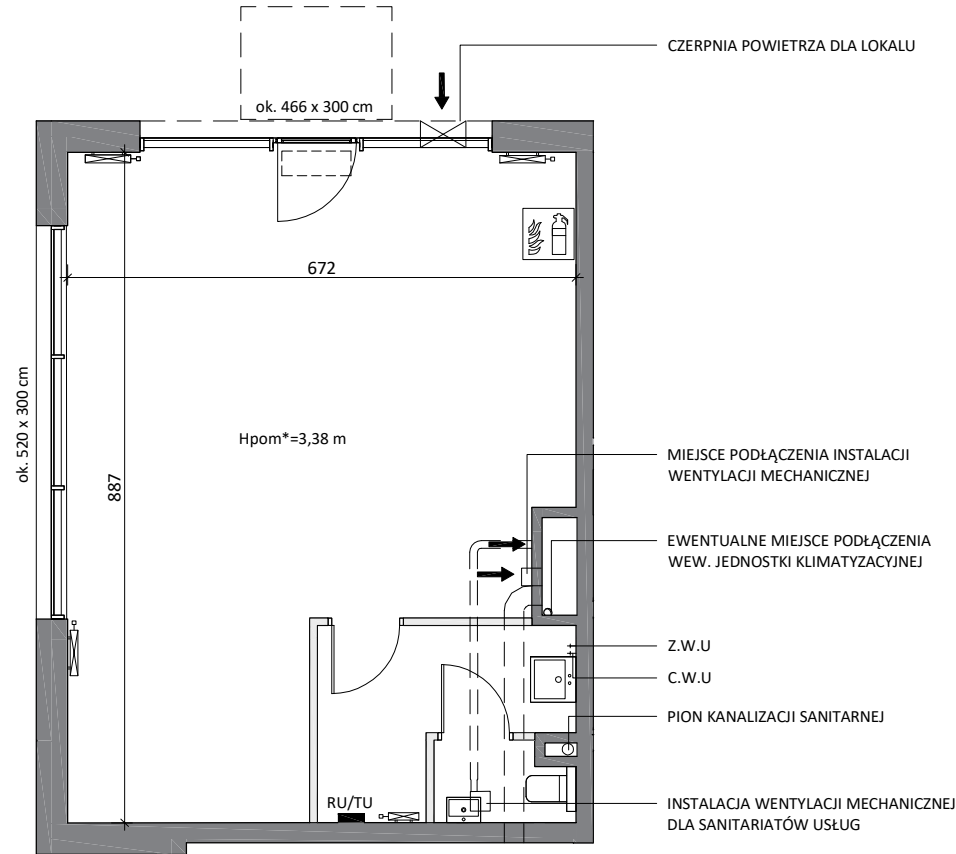 CZERPNIA POWIETRZA DLA LOKALU
ok. 466 x 300 cm
672
ok. 520 x 300 cm
Hpom*=3,38 m
887
MIEJSCE PODŁĄCZENIA INSTALACJI
WENTYLACJI MECHANICZNEJ
EWENTUALNE MIEJSCE PODŁĄCZENIA
WEW. JEDNOSTKI KLIMATYZACYJNEJ
Z.W.U
C.W.U
PION KANALIZACJI SANITARNEJ
RU/TU
INSTALACJA WENTYLACJI MECHANICZNEJ
DLA SANITARIATÓW USŁUG